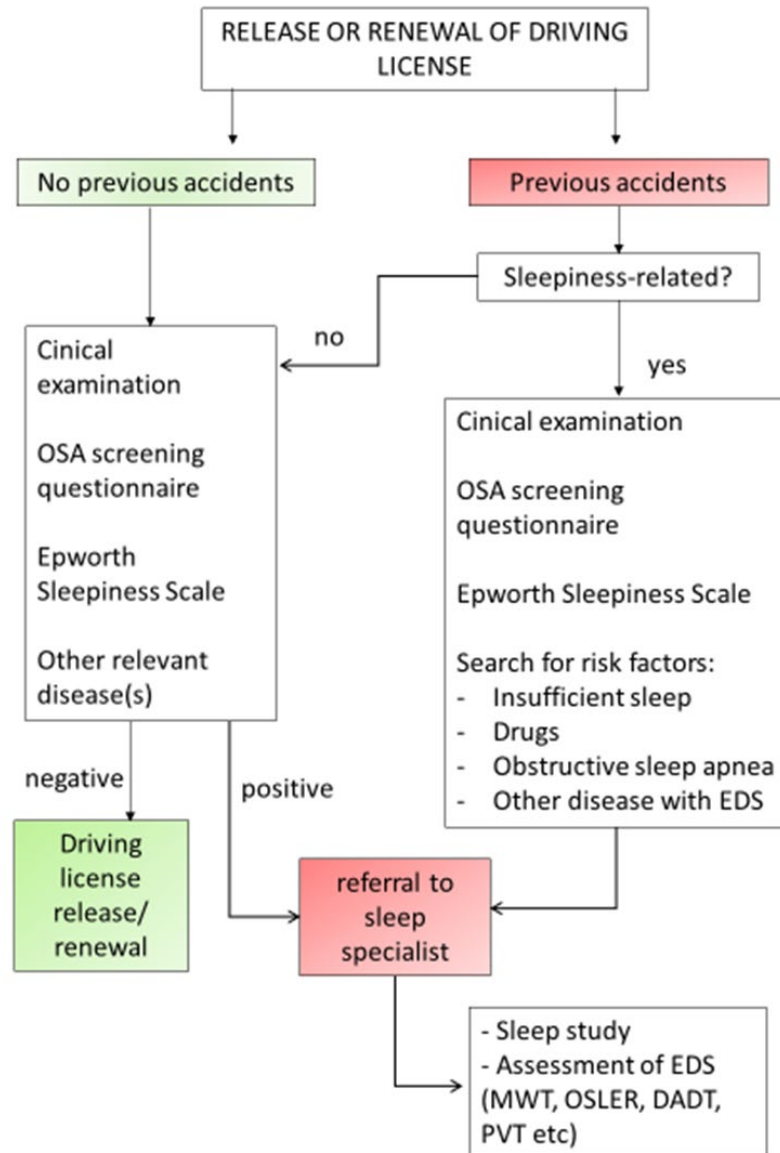 RELEASE OR RENEWAL OF DRIVING
LICENSE
No previous accidents
Previous accidents
Sleepiness-related?
no
yes
Cinical
examination
OSA screening
questionnaire
Epworth
Sleepiness Scale
Other relevant
disease(s)
Cinical examination
OSA screening
questionnaire
Epworth Sleepiness Scale
Search for risk factors:
- Insufficient sleep
- Drugs
- Obstructive sleep apnea
- Other disease with EDS
negative
positive
Driving
license
release/
renewal
referral to
sleep
specialist
- Sleep study
- Assessment of EDS
(MWT, OSLER, DADT,
PVT etc)